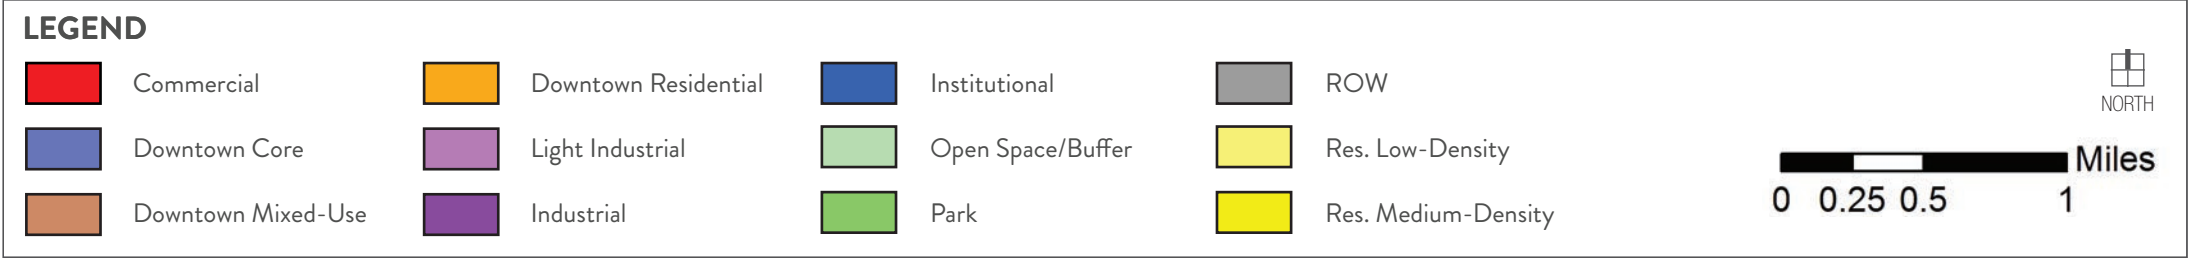 LEGEND
Commercial
Downtown Residential
Institutional
ROW
NORTH
Downtown Core
Light Industrial
Open Space/Buffer
Res. Low-Density
Miles
Downtown Mixed-Use
Industrial
Park
Res. Medium-Density
0 0.25 0.5 1